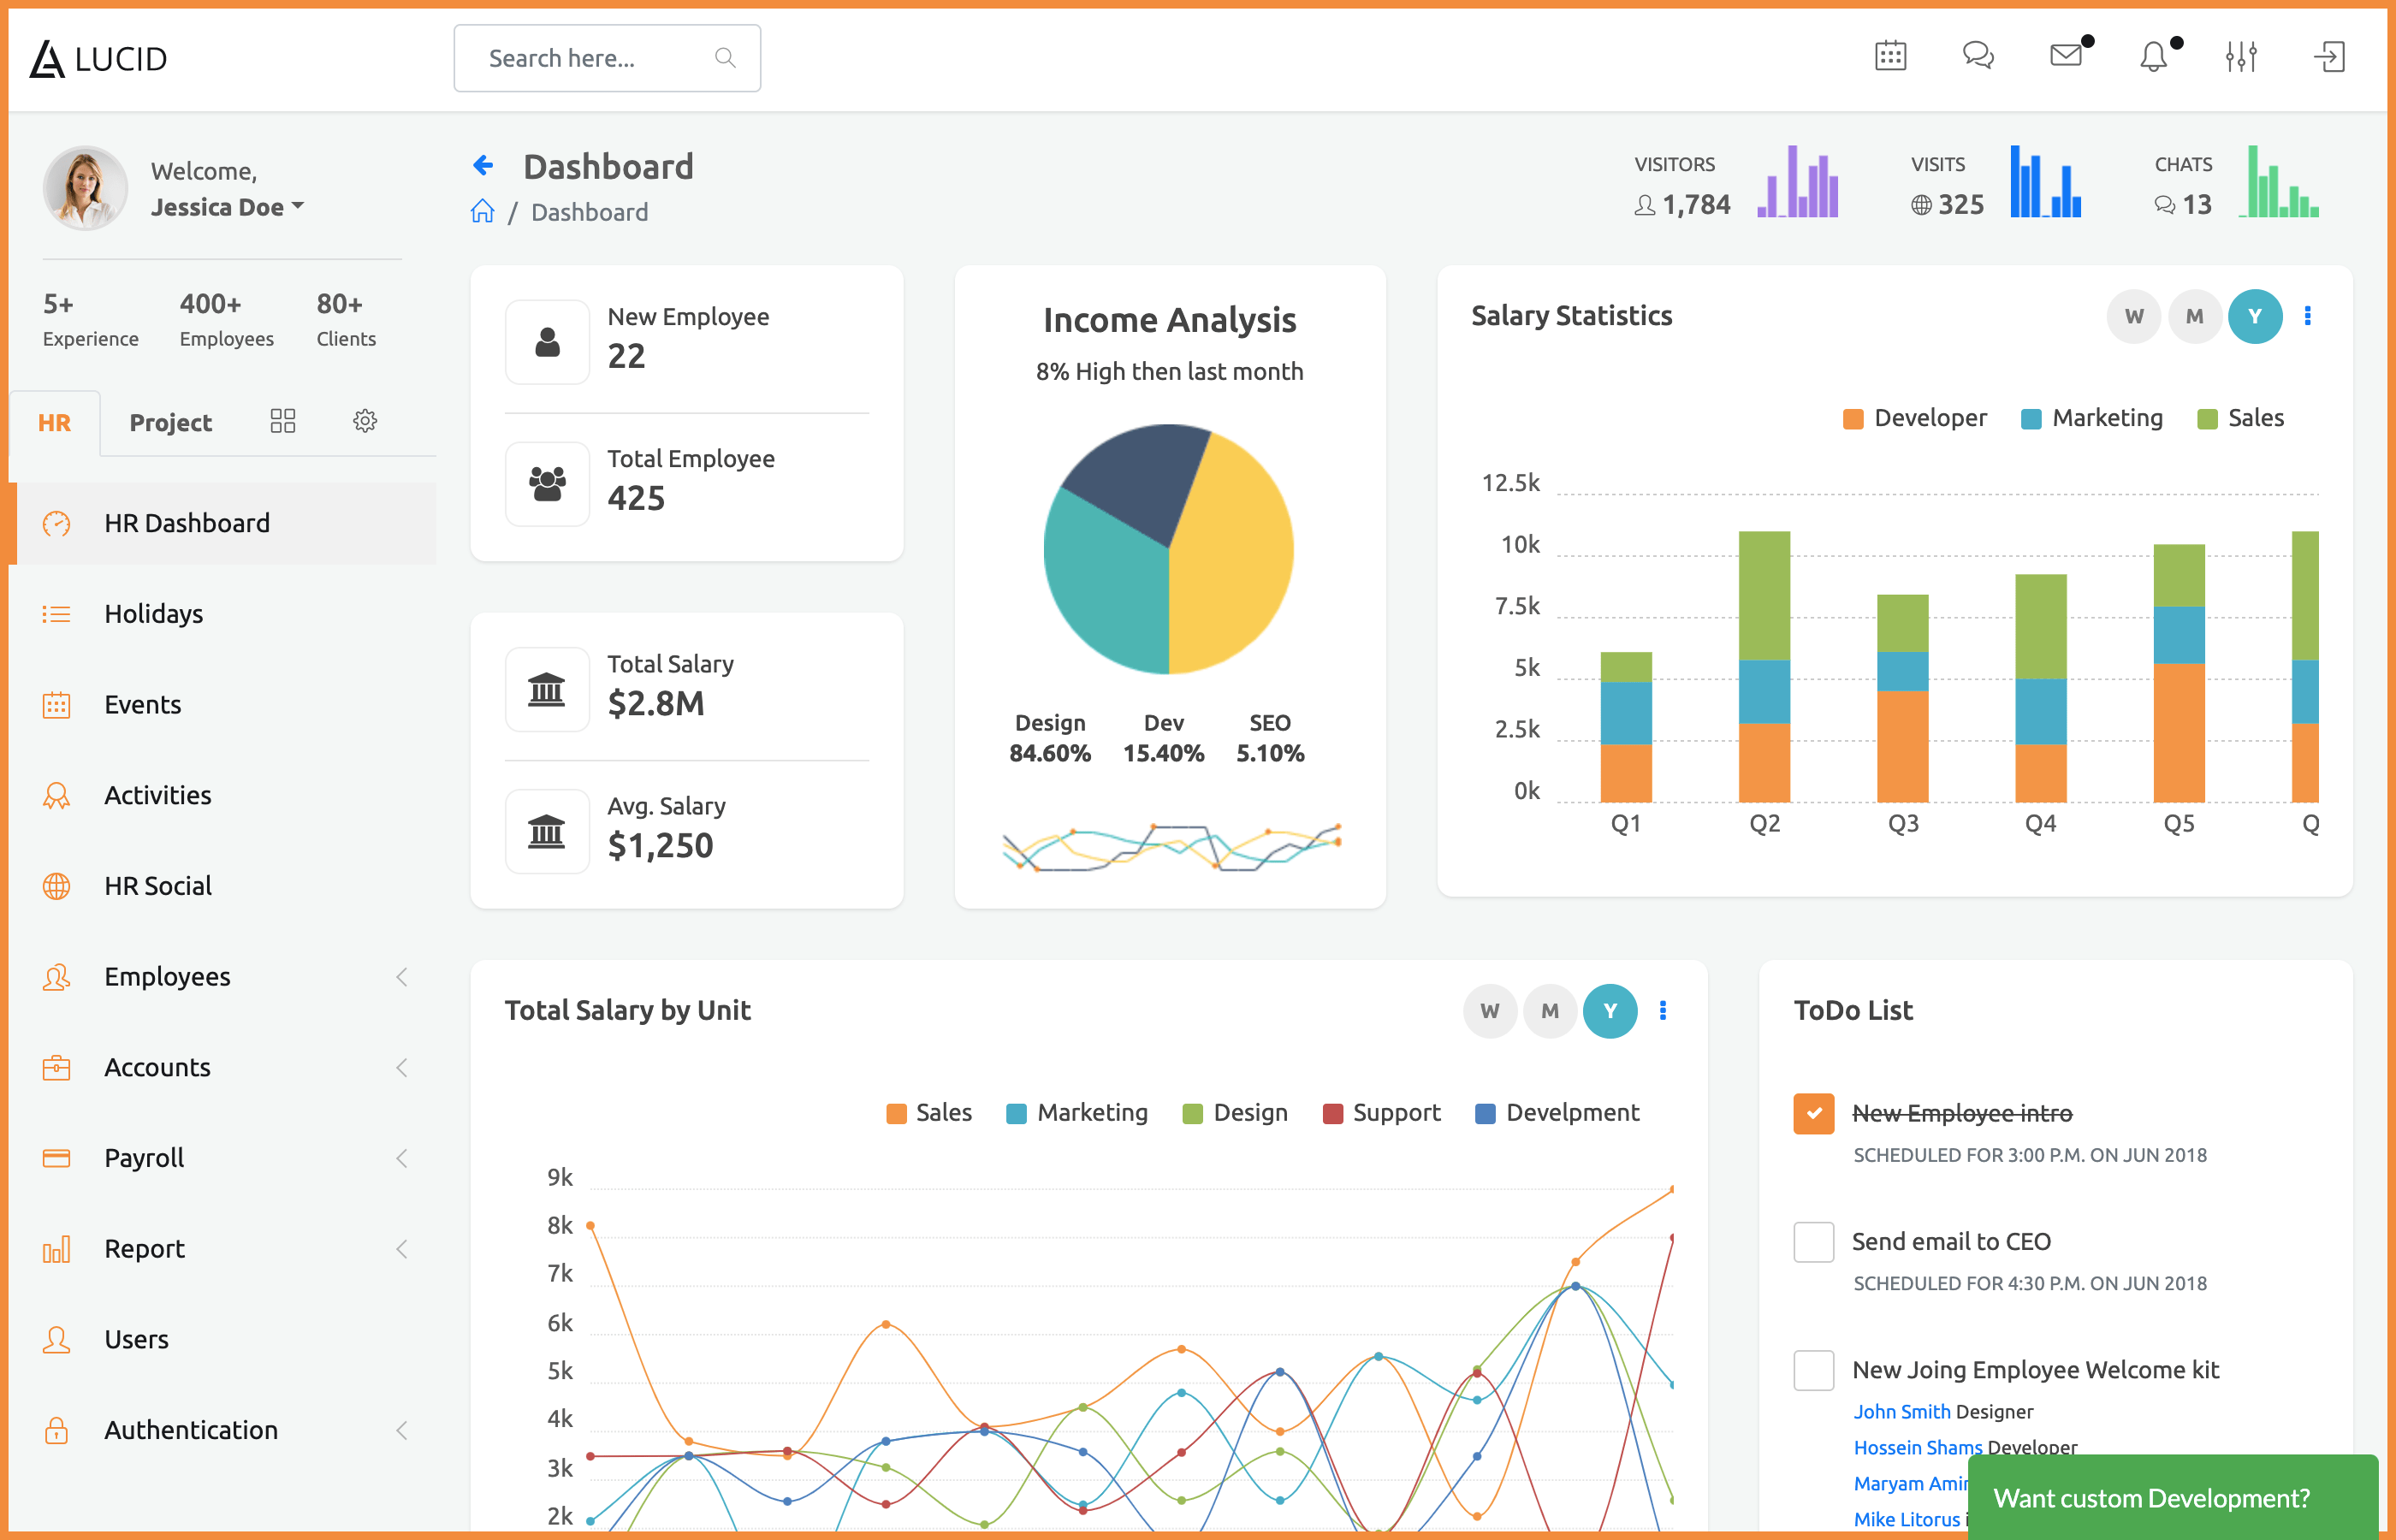 LUCID
Search here...
Welcome,
Jessica Doe
5+ 400+ 80+
Experience Employees Clients
HR Project
HR Dashboard
Holidays
Events
Activities
HR Social
Employees
Accounts
Payroll
Report
Users
Authentication
Dashboard
/ Dashboard
VISITORS
1,784
VISITS
325
CHATS
13
New Employee
22
Total Employee
425
Total Salary
$2.8M
Avg. Salary
$1,250
Income Analysis
8% High then last month
Design Dev SEO
84.60% 15.40% 5.10%
Salary Statistics
W M Y
Developer Marketing Sales
12.5k
10k
7.5k
5k
2.5k
0k
Q1 Q2 Q3 Q4 Q5 Q
Total Salary by Unit
W M Y
Sales Marketing Design Support Develpment
9k
8k
7k
6k
5k
4k
3k
2k
ToDo List
New Employee intro
SCHEDULED FOR 3:00 P.M. ON JUN 2018
Send email to CEO
SCHEDULED FOR 4:30 P.M. ON JUN 2018
New Joing Employee Welcome kit
John Smith Designer
Hossein Shams Developer
Maryam
Mike Litorus
Want custom Development?